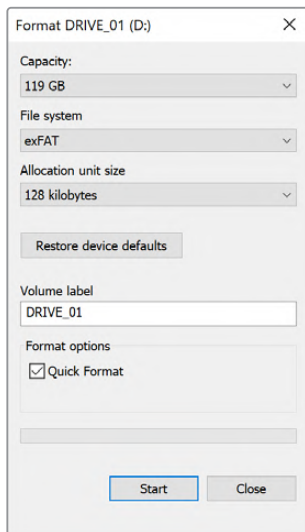 Format DRIVE_01 (D:)
Capacity:
119 GB
File system
exFAT
Allocation unit size
128 kilobytes
Restore device defaults
Volume label
DRIVE_01
Format options
Quick Format
Start Close